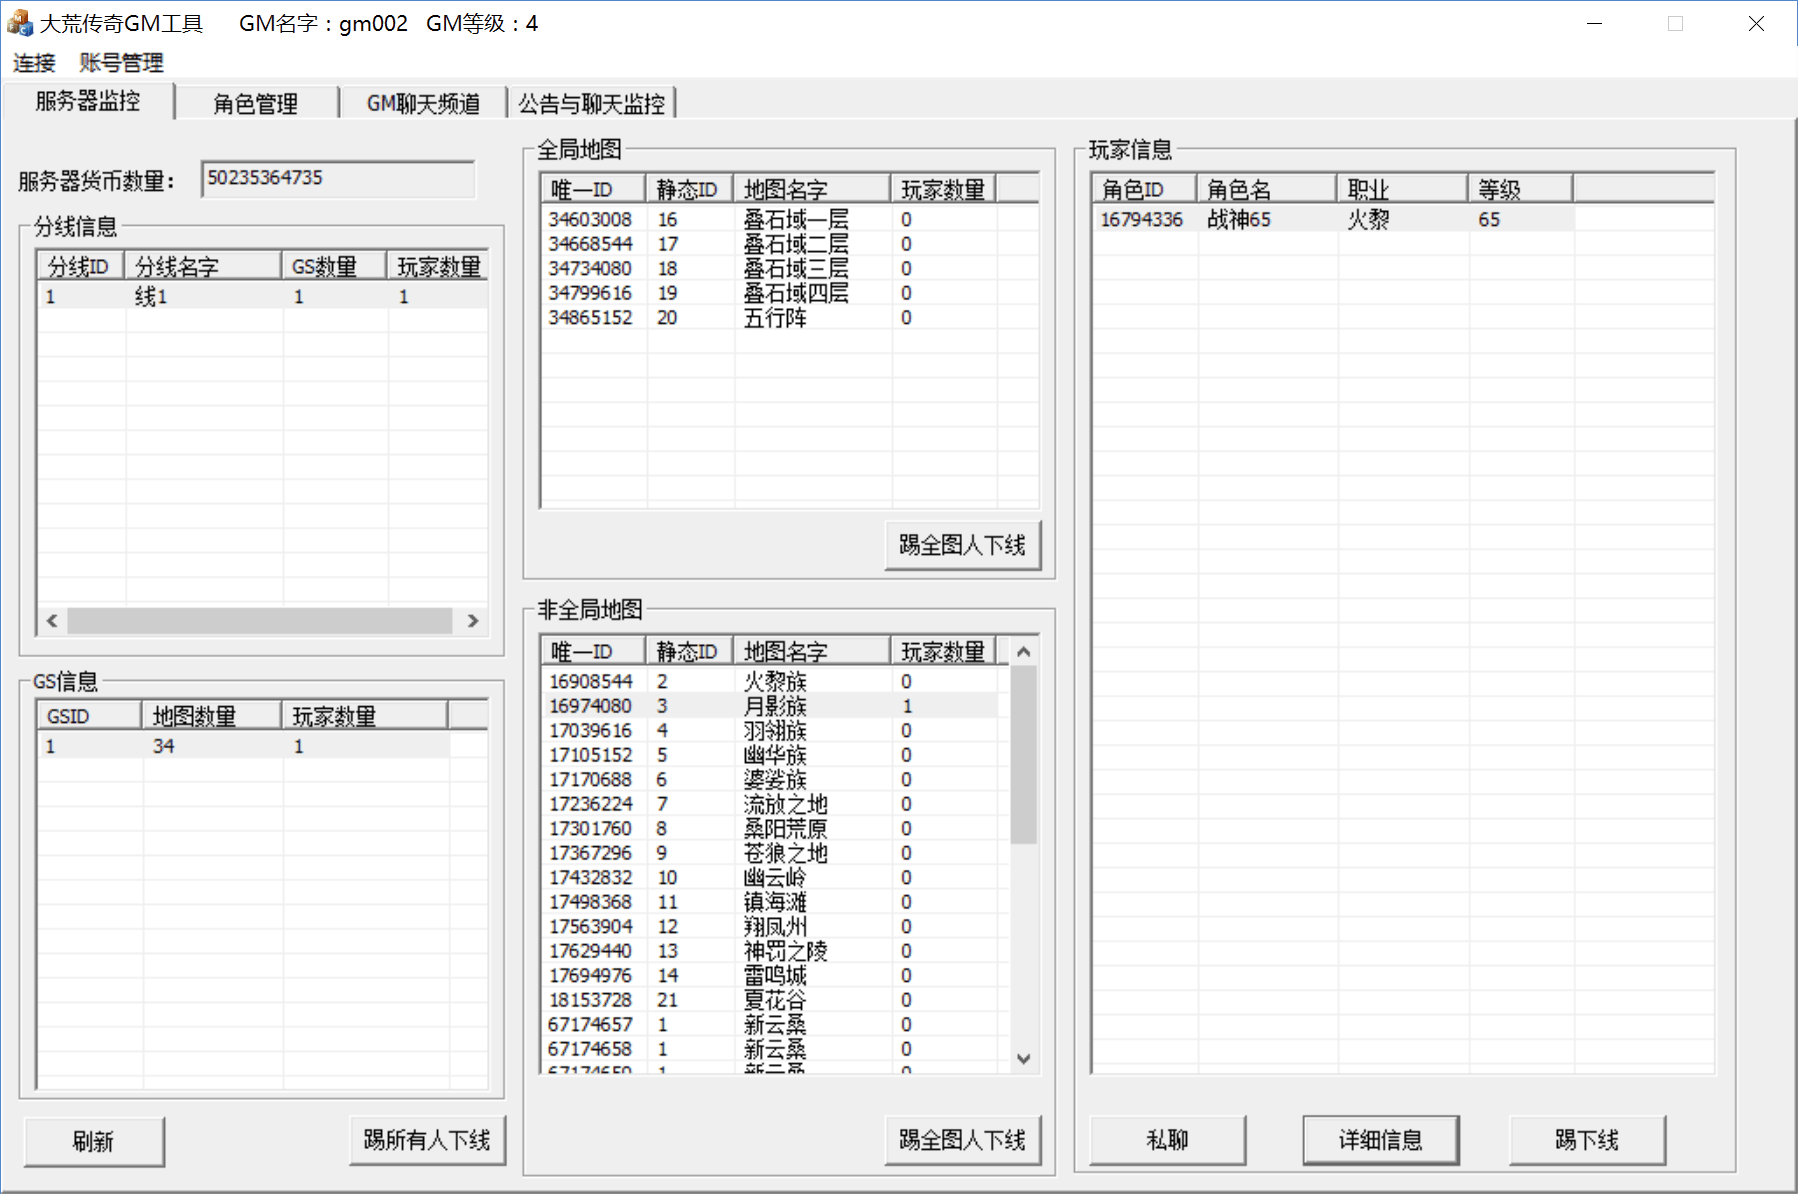 大荒传奇GM工具 GM名字：gm002 GM等级：4
连接 账号管理
服务器监控 角色管理 GM聊天频道 公告与聊天监控
服务器货币数量： 50235364735
分线信息
分线ID 分线名字 GS数量 玩家数量
1 线1 1 1
GS信息
GSID 地图数量 玩家数量
1 34 1
刷新 踢所有人下线
全局地图
唯一ID 静态ID 地图名字 玩家数量
34603008 16 叠石域一层 0
34668544 17 叠石域二层 0
34734080 18 叠石域三层 0
34799616 19 叠石域四层 0
34865152 20 五行阵 0
踢全图人下线
非全局地图
唯一ID 静态ID 地图名字 玩家数量
16908544 2 火黎族 0
16974080 3 月影族 1
17039616 4 羽翎族 0
17105152 5 幽华族 0
17170688 6 婆娑族 0
17236224 7 流放之地 0
17301760 8 桑阳荒原 0
17367296 9 苍狼之地 0
17432832 10 幽云岭 0
17498368 11 镇海滩 0
17563904 12 翔凤州 0
17629440 13 神罚之陵 0
17694976 14 雷鸣城 0
18153728 21 夏花谷 0
67174657 1 新云桑 0
67174658 1 新云桑 0
67174659 1 新云桑 0
踢全图人下线
玩家信息
角色ID 角色名 职业 等级
16794336 战神65 火黎 65
私聊 详细信息 踢下线